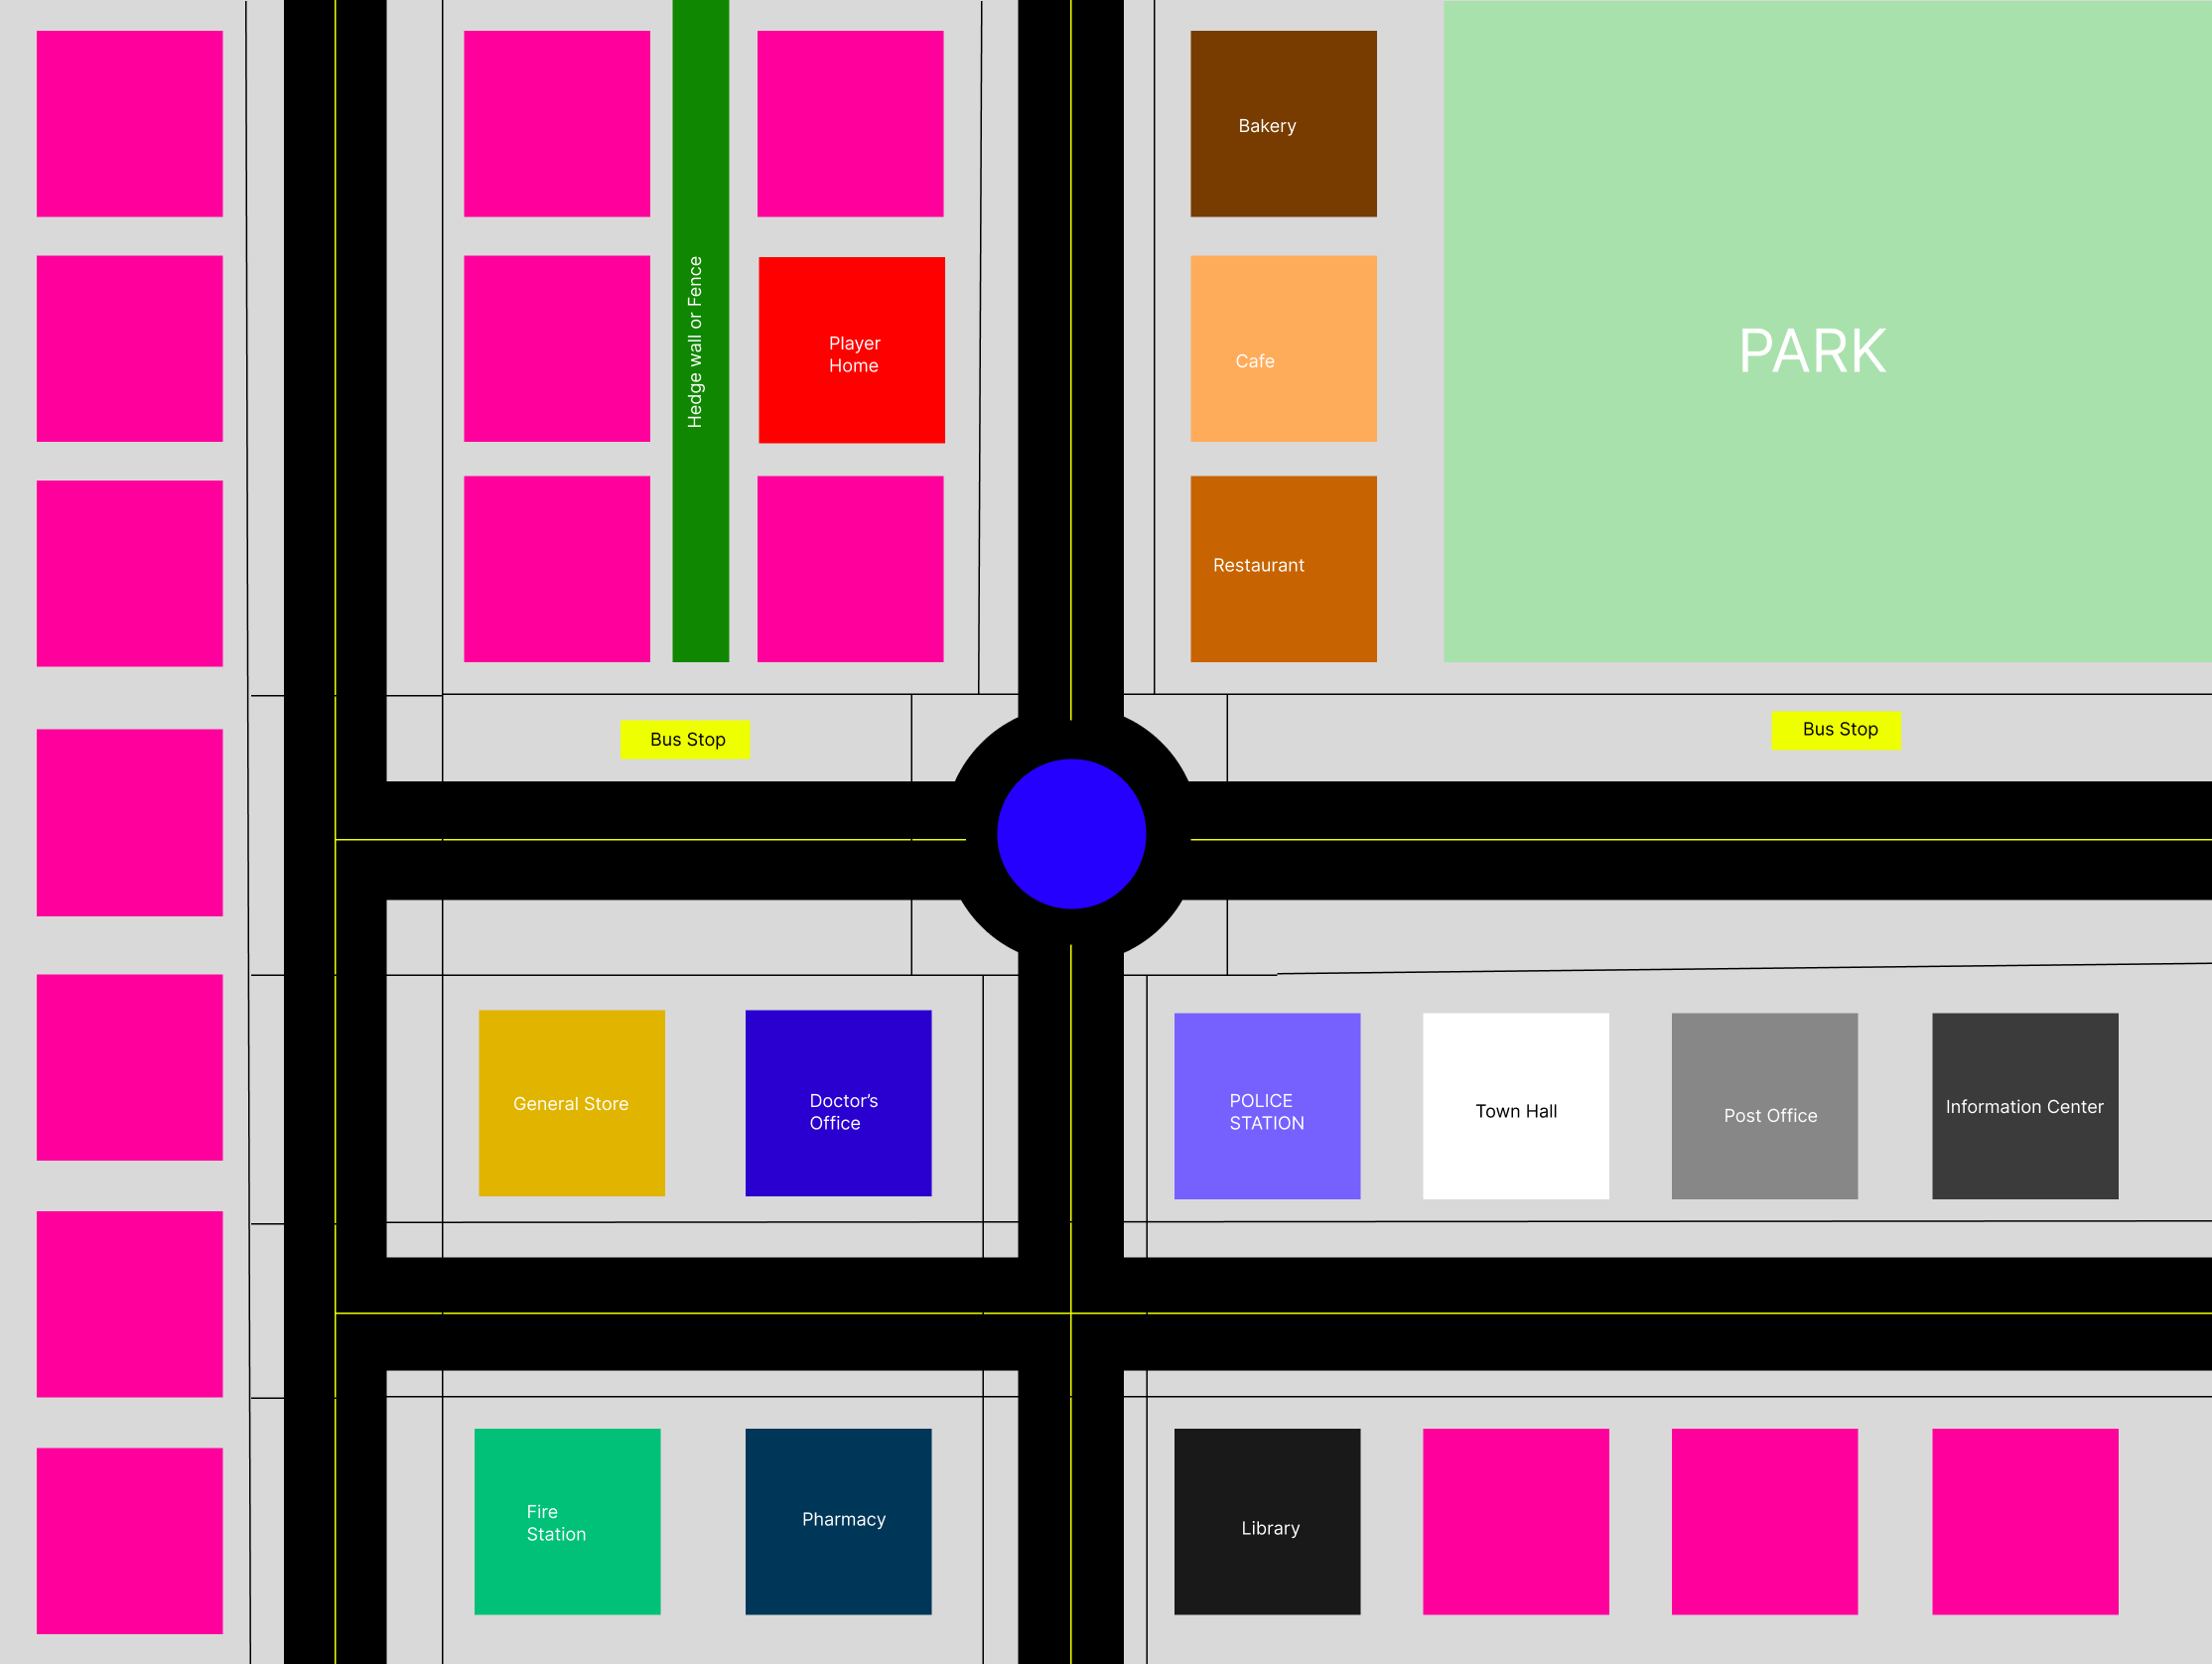 Bakery
Hedge wall or Fence
Player
Home
Cafe
PARK
Restaurant
Bus Stop
Bus Stop
General Store
Doctor’s
Office
POLICE
STATION
Town Hall
Post Office
Information Center
Fire
Station
Pharmacy
Library